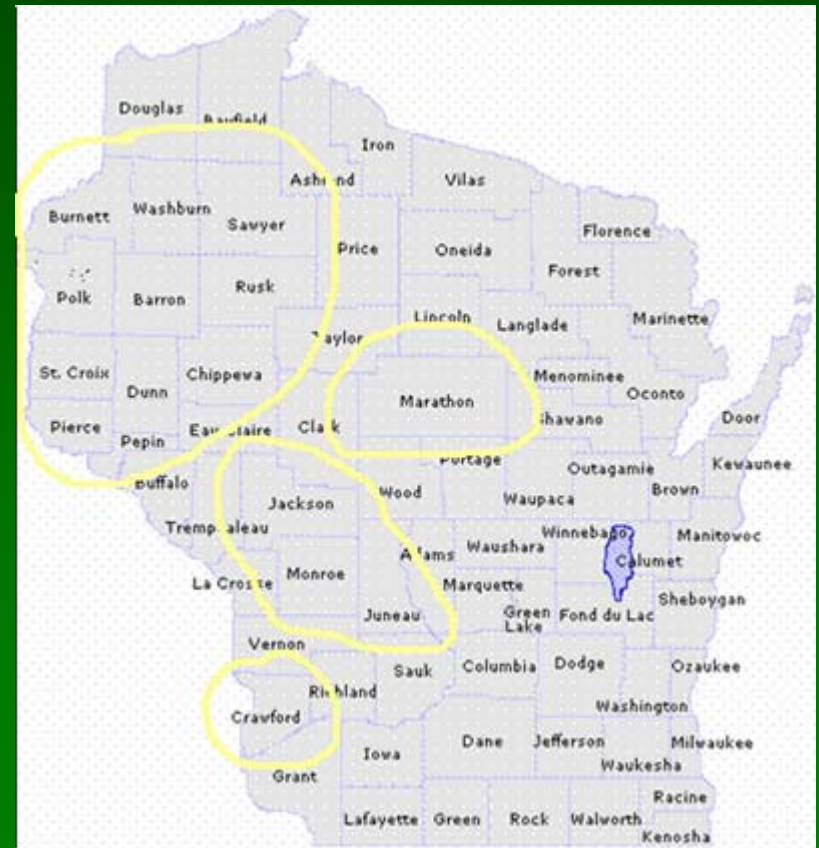 Douglas
Bayfield
Iron
Ashland
Vilas
Burnett
Washburn
Sawyer
Price
Oneida
Florence
Forest
Polk
Barron
Rusk
Taylor
Lincoln
Langlade
Marinette
St. Croix
Dunn
Chippewa
Marathon
Menominee
Oconto
Pierce
Pepin
Eau Claire
Clark
Shawano
Door
Buffalo
Portage
Outagamie
Kewaunee
Jackson
Wood
Waupaca
Brown
Trempealeau
Adams
Waushara
Winnebago
Manitowoc
Calumet
La Crosse
Monroe
Marquette
Juneau
Green
Lake
Fond du Lac
Sheboygan
Vernon
Richland
Sauk
Columbia
Dodge
Ozaukee
Crawford
Washington
Iowa
Dane
Jefferson
Milwaukee
Waukesha
Grant
Lafayette
Green
Rock
Walworth
Racine
Kenosha